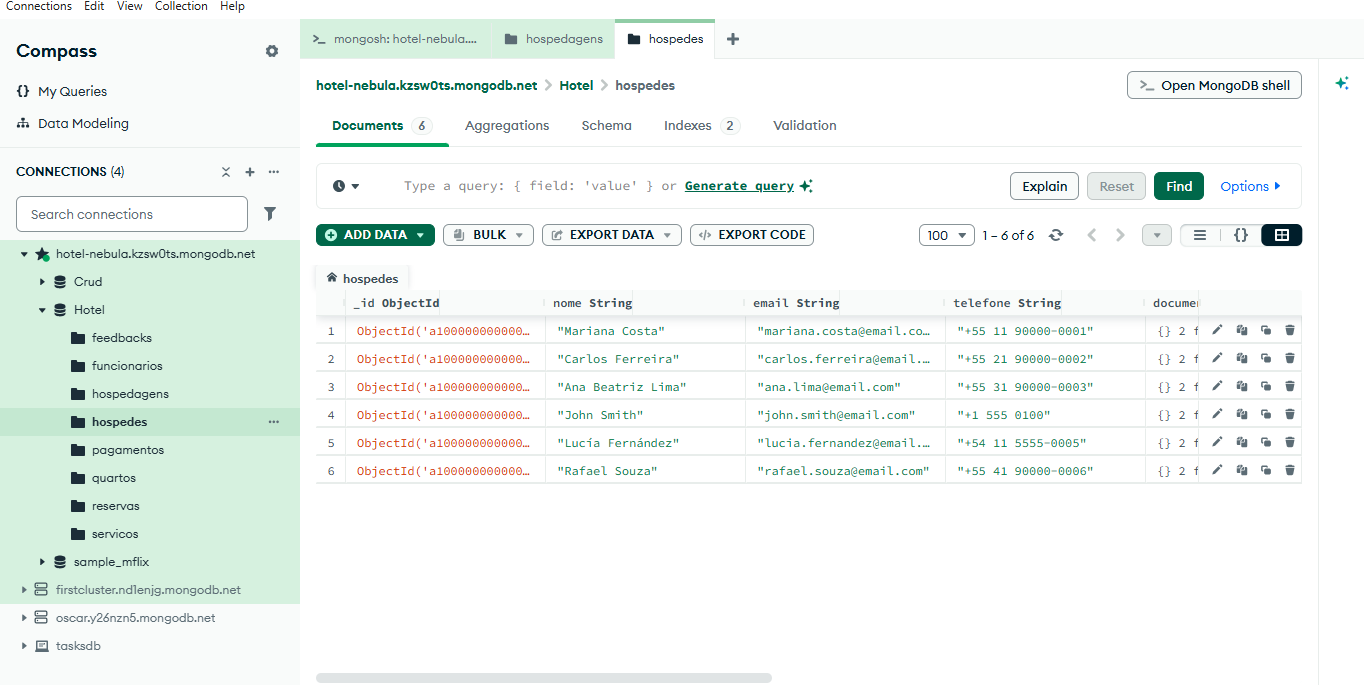 Connections Edit View Collection Help
Compass
My Queries
Data Modeling
CONNECTIONS (4)
Search connections
hotel-nebula.kzsw0ts.mongodb.net
Crud
Hotel
feedbacks
funcionarios
hospedagens
hospedes
pagamentos
quartos
reservas
servicos
sample_mflix
firstcluster.nd1enjg.mongodb.net
oscar.y26nzn5.mongodb.net
tasksdb
>_ mongosh: hotel-nebula.... hospedagens hospedes +
hotel-nebula.kzsw0ts.mongodb.net > Hotel > hospedes
>_ Open MongoDB shell
Documents 6 Aggregations Schema Indexes 2 Validation
Type a query: { field: 'value' } or Generate query
Explain Reset Find Options
ADD DATA BULK EXPORT DATA </> EXPORT CODE
100 1 – 6 of 6 {}
hospedes
_id ObjectId nome String email String telefone String docume
1 ObjectId('a100000000000… "Mariana Costa" "mariana.costa@email.co… "+55 11 90000-0001" {} 2 f
2 ObjectId('a100000000000… "Carlos Ferreira" "carlos.ferreira@email.… "+55 21 90000-0002" {} 2 f
3 ObjectId('a100000000000… "Ana Beatriz Lima" "ana.lima@email.com" "+55 31 90000-0003" {} 2 f
4 ObjectId('a100000000000… "John Smith" "john.smith@email.com" "+1 555 0100" {} 2 f
5 ObjectId('a100000000000… "Lucía Fernández" "lucia.fernandez@email.… "+54 11 5555-0005" {} 2 f
6 ObjectId('a100000000000… "Rafael Souza" "rafael.souza@email.com" "+55 41 90000-0006" {} 2 f